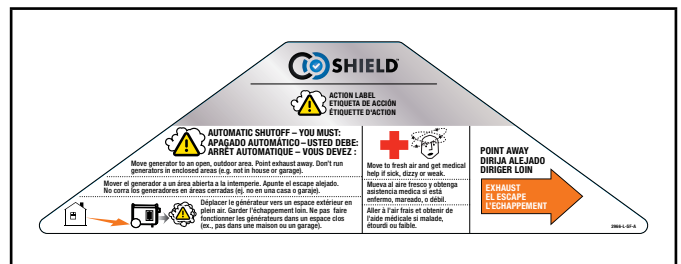 COSHIELD
ACTION LABEL
ETIQUETA DE ACCIÓN
ÉTIQUETTE D'ACTION
AUTOMATIC SHUTOFF – YOU MUST:
APAGADO AUTOMÁTICO – USTED DEBE:
ARRÊT AUTOMATIQUE – VOUS DEVEZ :
Move generator to an open, outdoor area. Point exhaust away. Don't run
generators in enclosed areas (e.g. not in house or garage).
Mover el generador a un área abierta a la intemperie. Apunte el escape alejado.
No corra los generadores en áreas cerradas (ej. no en una casa o garaje).
Déplacer le générateur vers un espace extérieur en
plein air. Garder l'échappement loin. Ne pas faire
fonctionner les générateurs dans un espace clos
(ex., pas dans une maison ou un garage).
Move to fresh air and get medical
help if sick, dizzy or weak.
Mueva al aire fresco y obtenga
asistencia medica si está
enfermo, mareado, o débil.
Aller à l'air frais et obtenir de
l'aide médicale si malade,
étourdi ou faible.
POINT AWAY
DIRIJA ALEJADO
DIRIGER LOIN
EXHAUST
EL ESCAPE
L'ECHAPPEMENT